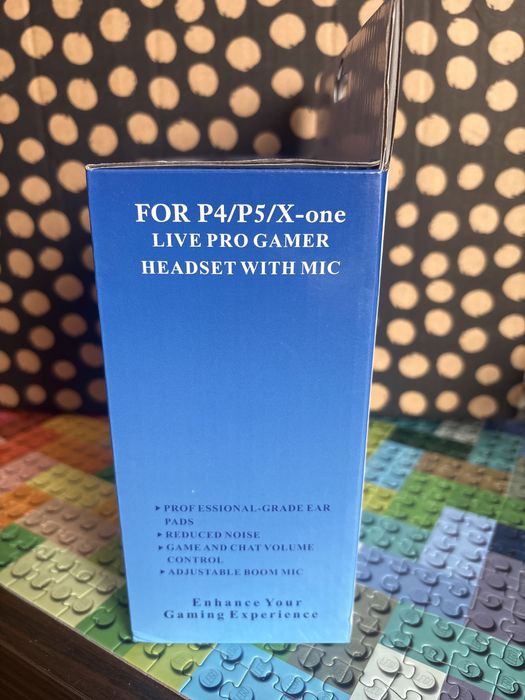 FOR P4/P5/X-one
LIVE PRO GAMER
HEADSET WITH MIC
▸ PROFESSIONAL-GRADE EAR
PADS
▸ REDUCED NOISE
▸ GAME AND CHAT VOLUME
CONTROL
▸ ADJUSTABLE BOOM MIC
Enhance Your
Gaming Experience